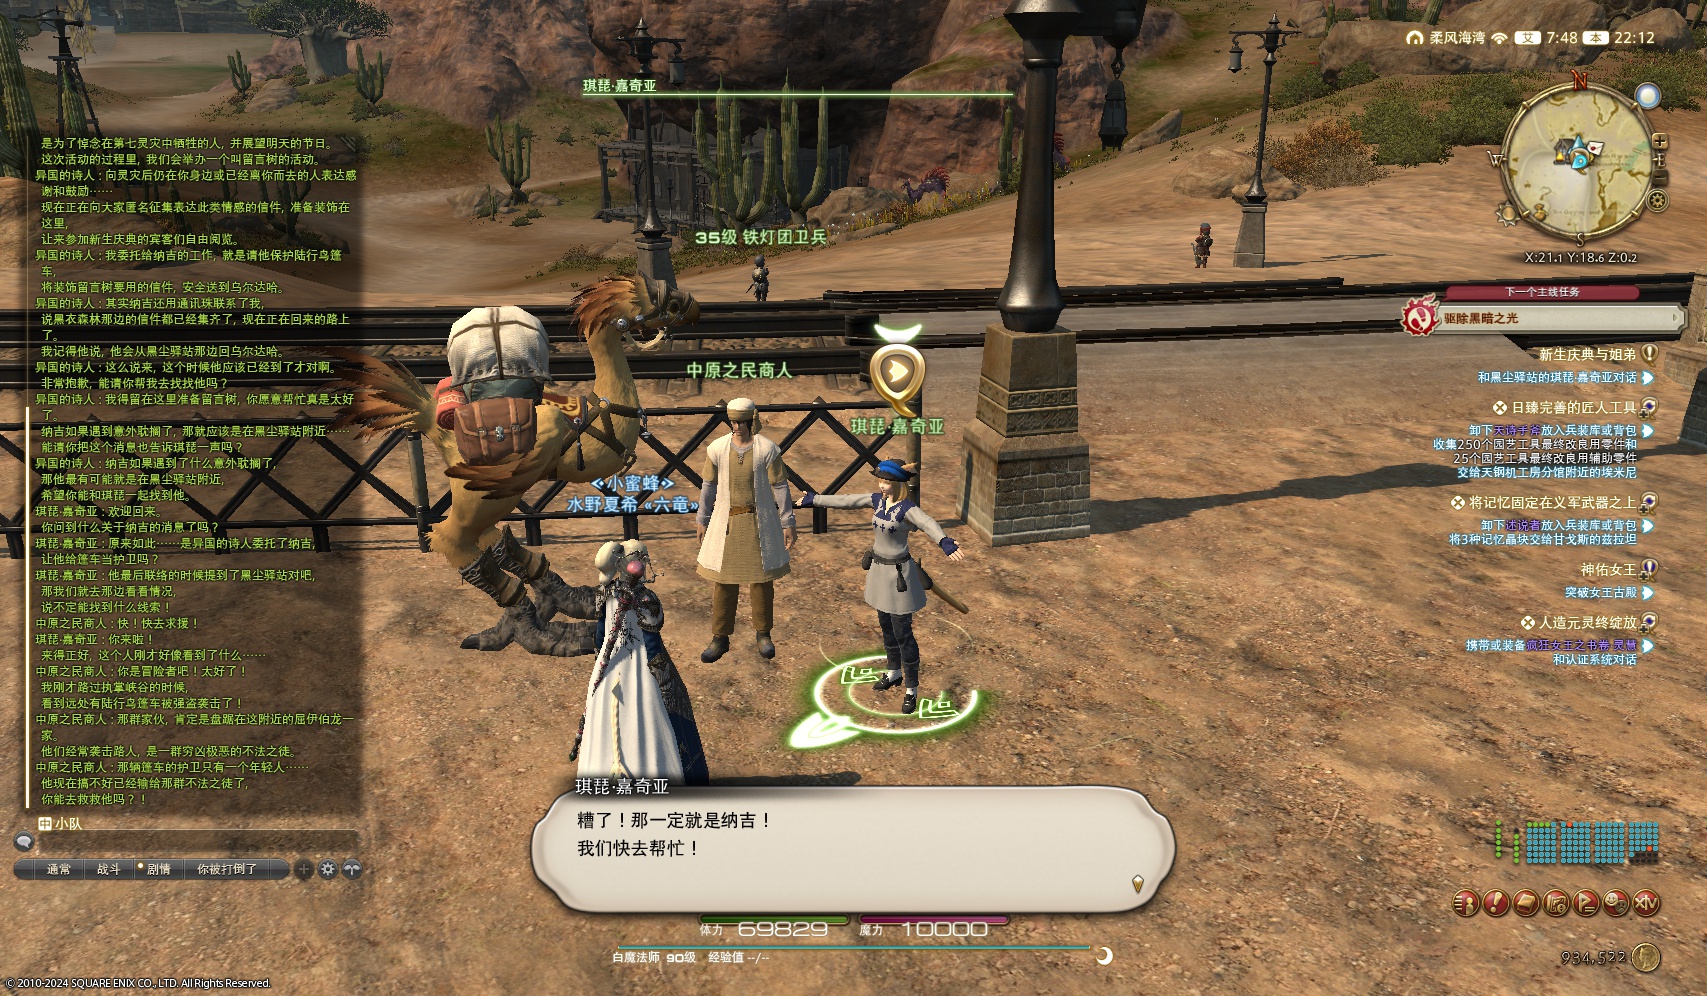 柔风海湾 艾 7:48 本 22:12
N
W
E
S
X:21.1 Y:18.6 Z:0.2
琪琵·嘉奇亚
35级 铁灯团卫兵
中原之民商人
琪琵·嘉奇亚
«小蜜蜂»
水野夏希 «六竜»
是为了悼念在第七灵灾中牺牲的人，并展望明天的节日。
这次活动的过程里，我们会举办一个叫留言树的活动。
异国的诗人：向灵灾后仍在你身边或已经离你而去的人表达感
谢和鼓励……
现在正在向大家匿名征集表达此类情感的信件，准备装饰在
这里，
让来参加新生庆典的宾客们自由阅览。
异国的诗人：我委托给纳吉的工作，就是请他保护陆行鸟篷
车，
将装饰留言树要用的信件，安全送到乌尔达哈。
异国的诗人：其实纳吉还用通讯珠联系了我，
说黑衣森林那边的信件都已经集齐了，现在正在回来的路上
了。
我记得他说，他会从黑尘驿站那边回乌尔达哈。
异国的诗人：这么说来，这个时候他应该已经到了才对啊。
非常抱歉，能请你帮我去找找他吗？
异国的诗人：我得留在这里准备留言树，你愿意帮忙真是太好
了。
纳吉如果遇到意外耽搁了，那就应该是在黑尘驿站附近……
能请你把这个消息也告诉琪琵一声吗？
异国的诗人：纳吉如果遇到了什么意外耽搁了，
那他最有可能就是在黑尘驿站附近，
希望你能和琪琵一起找到他。
琪琵·嘉奇亚：欢迎回来。
你问到什么关于纳吉的消息了吗？
琪琵·嘉奇亚：原来如此……是异国的诗人委托了纳吉，
让他给篷车当护卫吗？
琪琵·嘉奇亚：他最后联络的时候提到了黑尘驿站对吧，
那我们就去那边看看情况，
说不定能找到什么线索！
中原之民商人：快！快去求援！
琪琵·嘉奇亚：你来啦！
来得正好，这个人刚才好像看到了什么……
中原之民商人：你是冒险者吧！太好了！
我刚才路过执掌峡谷的时候，
看到远处有陆行鸟篷车被强盗袭击了！
中原之民商人：那群家伙，肯定是盘踞在这附近的屈伊伯龙一
家。
他们经常袭击路人，是一群穷凶极恶的不法之徒。
中原之民商人：那辆篷车的护卫只有一个年轻人……
他现在搞不好已经输给那群不法之徒了，
你能去救救他吗？！
中 小队
通常 战斗 剧情 你被打倒了
下一个主线任务
驱除黑暗之光
新生庆典与姐弟
和黑尘驿站的琪琵·嘉奇亚对话
日臻完善的匠人工具
卸下天诗手斧放入兵装库或背包
收集250个园艺工具最终改良用零件和
25个园艺工具最终改良用辅助零件
交给天钢机工房分馆附近的埃米尼
将记忆固定在义军武器之上
卸下述说者放入兵装库或背包
将3种记忆晶块交给甘戈斯的兹拉坦
神佑女王
突破女王古殿
人造元灵终绽放
携带或装备疯狂女王之书卷 灵慧
和认证系统对话
琪琵·嘉奇亚
糟了！那一定就是纳吉！
我们快去帮忙！
体力 69829 魔力 10000
白魔法师 90级 经验值 --/--
XIV
934,522
© 2010-2024 SQUARE ENIX CO., LTD. All Rights Reserved.